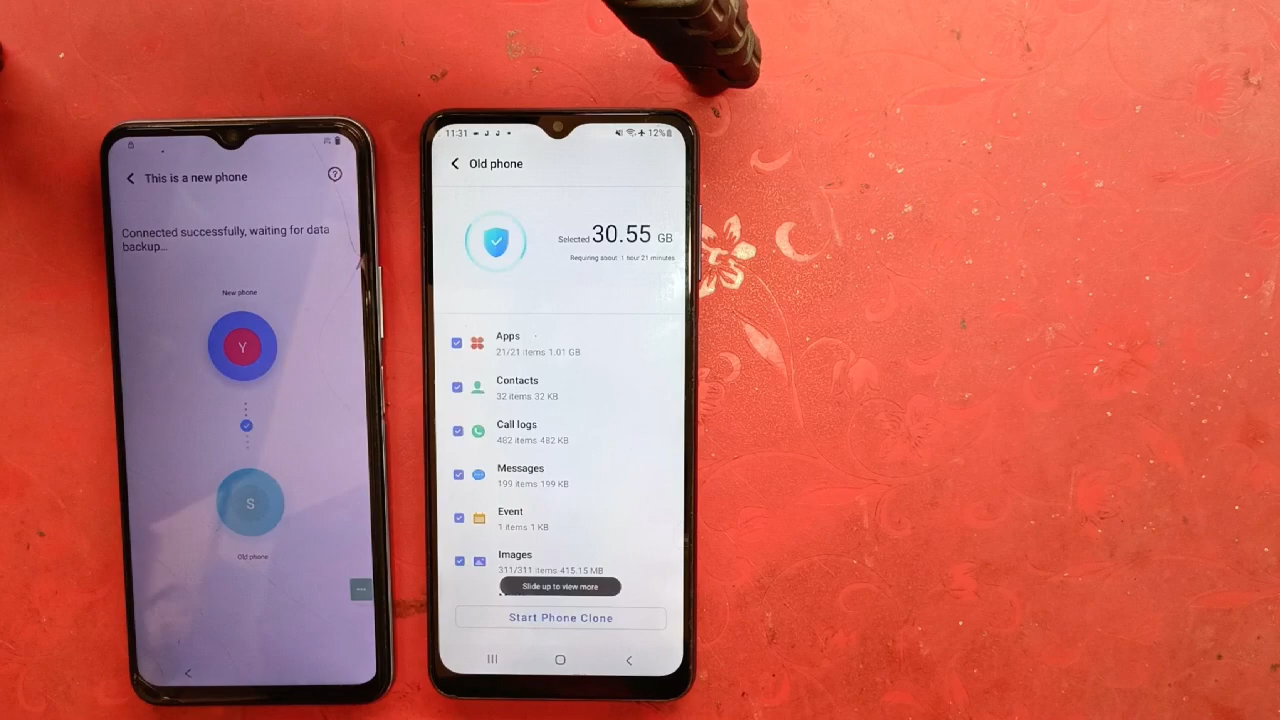 This is a new phone
Connected successfully, waiting for data
backup...
New phone
Y
S
Old phone
11:31
12%
Old phone
Selected 30.55 GB
Requiring about 1 hour 21 minutes
Apps
21/21 items 1.01 GB
Contacts
32 items 32 KB
Call logs
482 items 482 KB
Messages
199 items 199 KB
Event
1 items 1 KB
Images
311/311 items 415.15 MB
Slide up to view more
Start Phone Clone